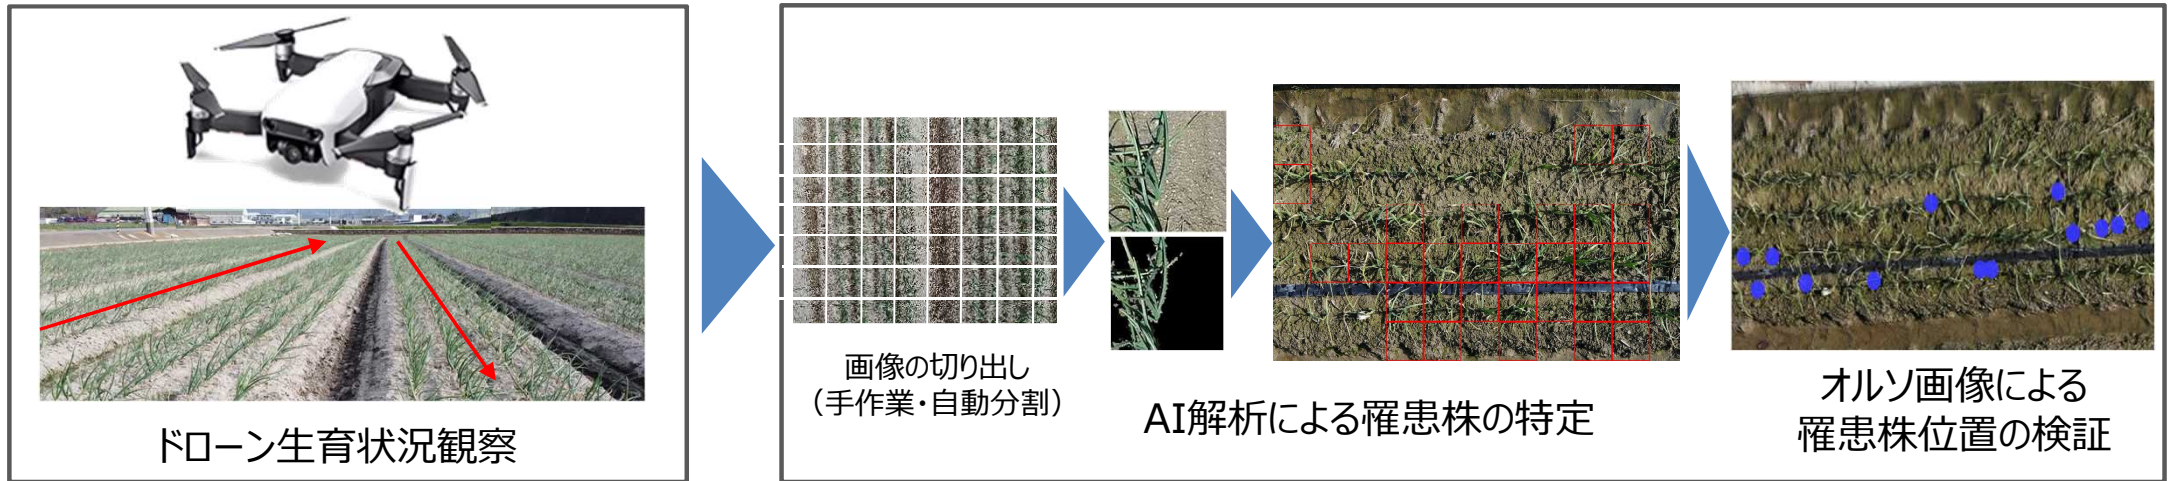 ドローン生育状況観察
画像の切り出し
（手作業・自動分割）
AI解析による罹患株の特定
オルソ画像による
罹患株位置の検証